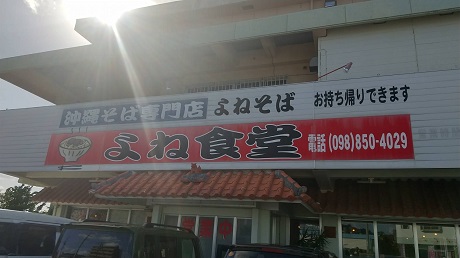 沖縄そば専門店 よねそば お持ち帰りできます
よね食堂 電話 (098)850-4029